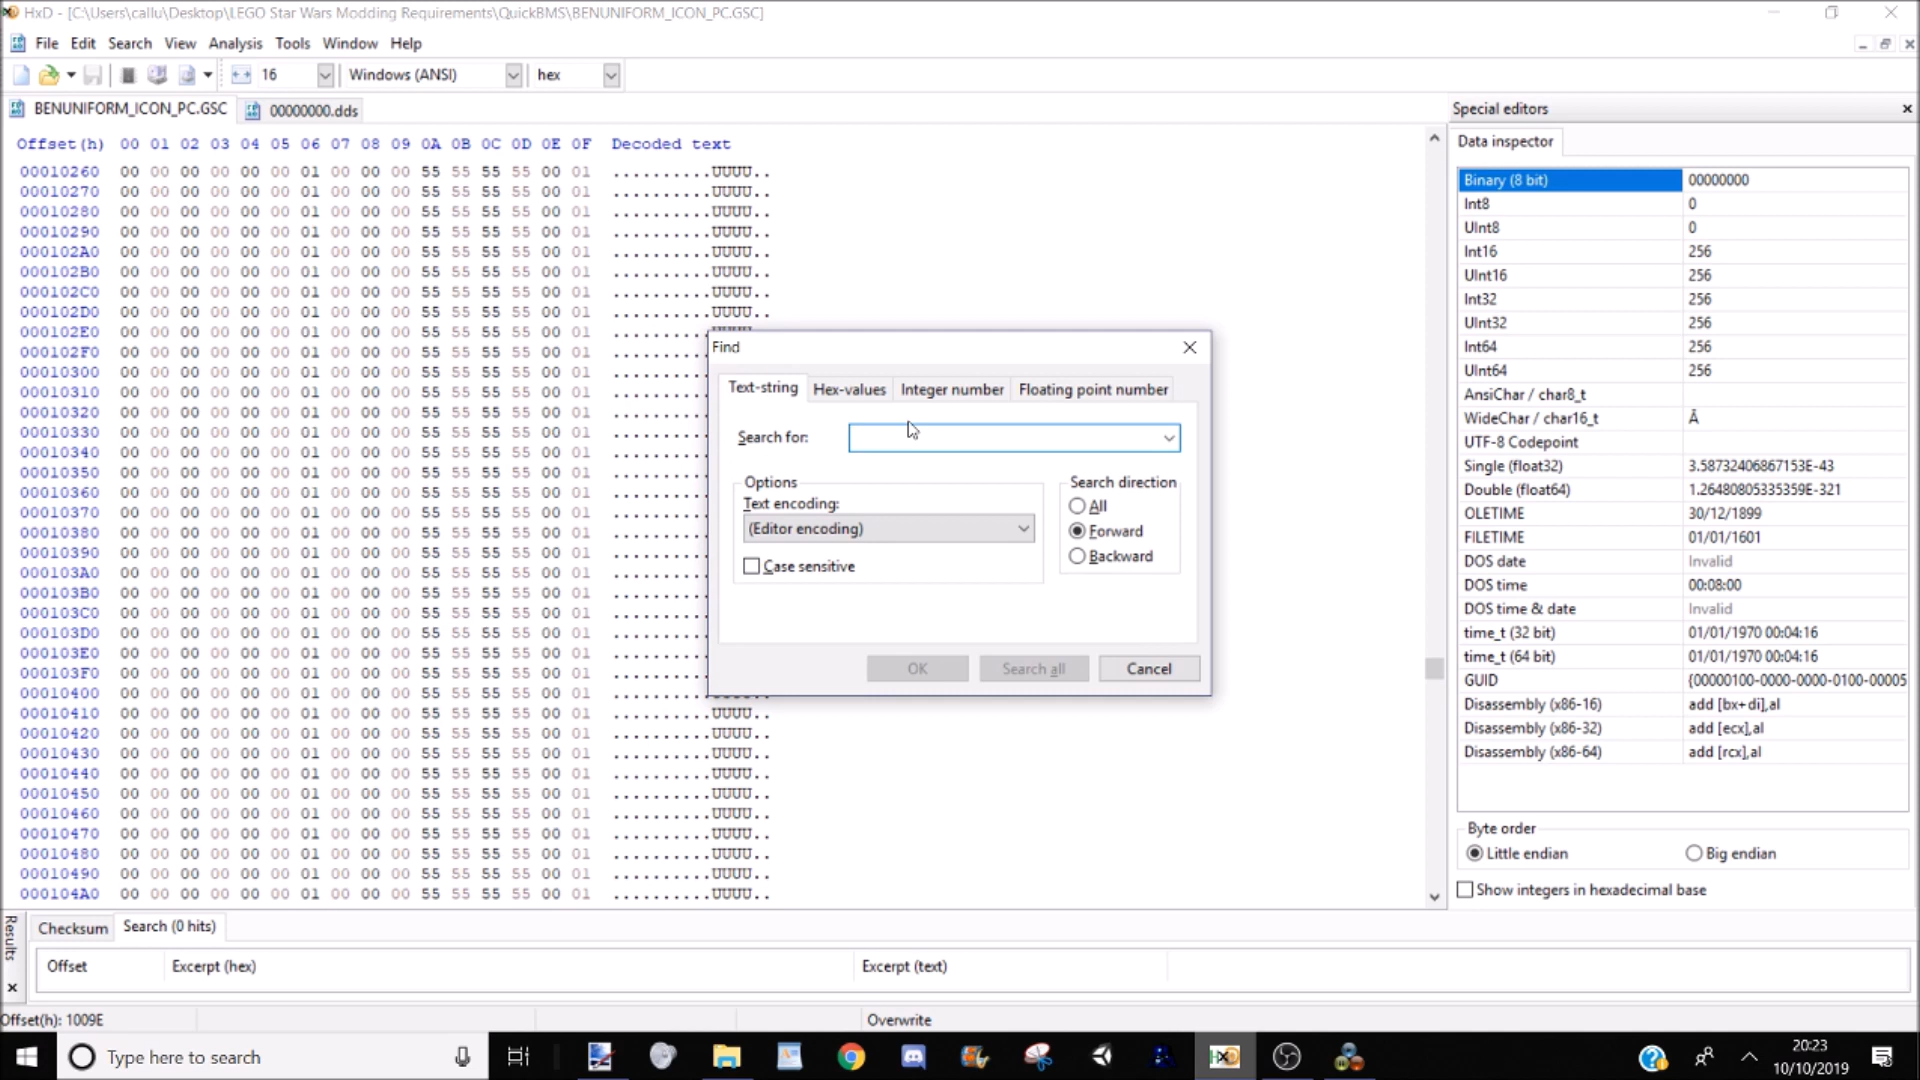 HxD - [C:\Users\callu\Desktop\LEGO Star Wars Modding Requirements\QuickBMS\BENUNIFORM_ICON_PC.GSC]
File Edit Search View Analysis Tools Window Help
16 Windows (ANSI) hex
BENUNIFORM_ICON_PC.GSC 00000000.dds
Offset(h) 00 01 02 03 04 05 06 07 08 09 0A 0B 0C 0D 0E 0F Decoded text
00010260 00 00 00 00 00 00 01 00 00 00 55 55 55 55 00 01 ..........UUUU..
00010270 00 00 00 00 00 00 01 00 00 00 55 55 55 55 00 01 ..........UUUU..
00010280 00 00 00 00 00 00 01 00 00 00 55 55 55 55 00 01 ..........UUUU..
00010290 00 00 00 00 00 00 01 00 00 00 55 55 55 55 00 01 ..........UUUU..
000102A0 00 00 00 00 00 00 01 00 00 00 55 55 55 55 00 01 ..........UUUU..
000102B0 00 00 00 00 00 00 01 00 00 00 55 55 55 55 00 01 ..........UUUU..
000102C0 00 00 00 00 00 00 01 00 00 00 55 55 55 55 00 01 ..........UUUU..
000102D0 00 00 00 00 00 00 01 00 00 00 55 55 55 55 00 01 ..........UUUU..
000102E0 00 00 00 00 00 00 01 00 00 00 55 55 55 55 00 01 ..........
000102F0 00 00 00 00 00 00 01 00 00 00 55 55 55 55 00 01 ..........
00010300 00 00 00 00 00 00 01 00 00 00 55 55 55 55 00 01 ..........
00010310 00 00 00 00 00 00 01 00 00 00 55 55 55 55 00 01 ..........
00010320 00 00 00 00 00 00 01 00 00 00 55 55 55 55 00 01 ..........
00010330 00 00 00 00 00 00 01 00 00 00 55 55 55 55 00 01 ..........
00010340 00 00 00 00 00 00 01 00 00 00 55 55 55 55 00 01 ..........
00010350 00 00 00 00 00 00 01 00 00 00 55 55 55 55 00 01 ..........
00010360 00 00 00 00 00 00 01 00 00 00 55 55 55 55 00 01 ..........
00010370 00 00 00 00 00 00 01 00 00 00 55 55 55 55 00 01 ..........
00010380 00 00 00 00 00 00 01 00 00 00 55 55 55 55 00 01 ..........
00010390 00 00 00 00 00 00 01 00 00 00 55 55 55 55 00 01 ..........
000103A0 00 00 00 00 00 00 01 00 00 00 55 55 55 55 00 01 ..........
000103B0 00 00 00 00 00 00 01 00 00 00 55 55 55 55 00 01 ..........
000103C0 00 00 00 00 00 00 01 00 00 00 55 55 55 55 00 01 ..........
000103D0 00 00 00 00 00 00 01 00 00 00 55 55 55 55 00 01 ..........
000103E0 00 00 00 00 00 00 01 00 00 00 55 55 55 55 00 01 ..........
000103F0 00 00 00 00 00 00 01 00 00 00 55 55 55 55 00 01 ..........
00010400 00 00 00 00 00 00 01 00 00 00 55 55 55 55 00 01 ..........UUUU..
00010410 00 00 00 00 00 00 01 00 00 00 55 55 55 55 00 01 ..........UUUU..
00010420 00 00 00 00 00 00 01 00 00 00 55 55 55 55 00 01 ..........UUUU..
00010430 00 00 00 00 00 00 01 00 00 00 55 55 55 55 00 01 ..........UUUU..
00010440 00 00 00 00 00 00 01 00 00 00 55 55 55 55 00 01 ..........UUUU..
00010450 00 00 00 00 00 00 01 00 00 00 55 55 55 55 00 01 ..........UUUU..
00010460 00 00 00 00 00 00 01 00 00 00 55 55 55 55 00 01 ..........UUUU..
00010470 00 00 00 00 00 00 01 00 00 00 55 55 55 55 00 01 ..........UUUU..
00010480 00 00 00 00 00 00 01 00 00 00 55 55 55 55 00 01 ..........UUUU..
00010490 00 00 00 00 00 00 01 00 00 00 55 55 55 55 00 01 ..........UUUU..
000104A0 00 00 00 00 00 00 01 00 00 00 55 55 55 55 00 01 ..........UUUU..
Find
Text-string Hex-values Integer number Floating point number
Search for:
Options
Text encoding:
(Editor encoding)
Case sensitive
Search direction
All
Forward
Backward
OK Search all Cancel
Special editors
Data inspector
Binary (8 bit) 00000000
Int8 0
UInt8 0
Int16 256
UInt16 256
Int32 256
UInt32 256
Int64 256
UInt64 256
AnsiChar / char8_t
WideChar / char16_t Ā
UTF-8 Codepoint
Single (float32) 3.58732406867153E-43
Double (float64) 1.26480805335359E-321
OLETIME 30/12/1899
FILETIME 01/01/1601
DOS date Invalid
DOS time 00:08:00
DOS time & date Invalid
time_t (32 bit) 01/01/1970 00:04:16
time_t (64 bit) 01/01/1970 00:04:16
GUID {00000100-0000-0000-0100-00005
Disassembly (x86-16) add [bx+di],al
Disassembly (x86-32) add [ecx],al
Disassembly (x86-64) add [rcx],al
Byte order
Little endian Big endian
Show integers in hexadecimal base
Results
Checksum Search (0 hits)
Offset Excerpt (hex) Excerpt (text)
Offset(h): 1009E Overwrite
Type here to search
20:23
10/10/2019